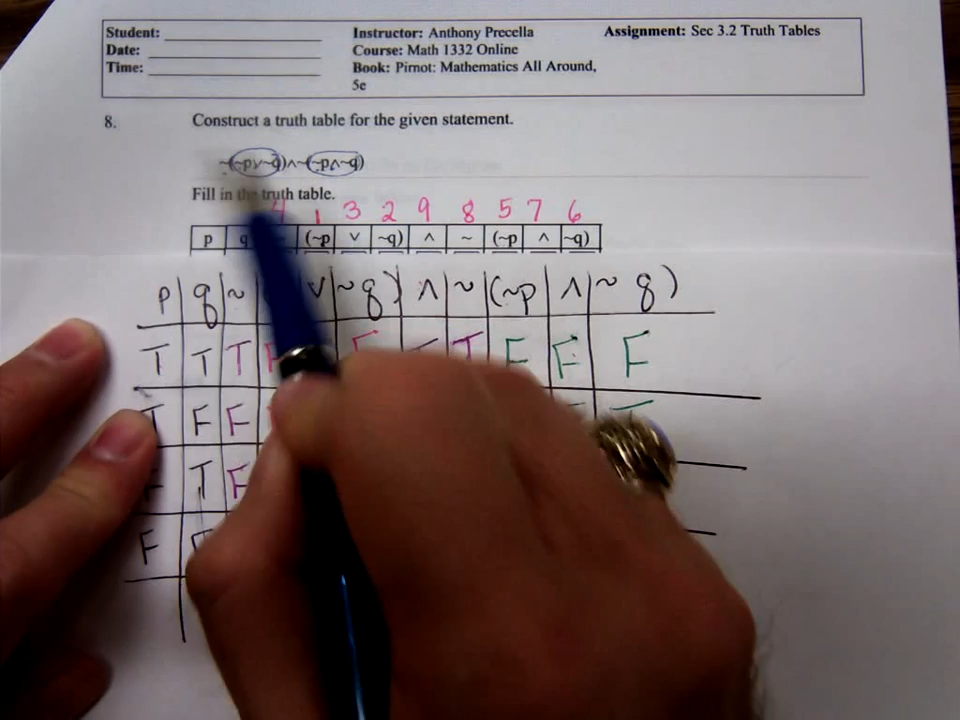 Student:
Instructor: Anthony Precella
Assignment: Sec 3.2 Truth Tables
Date:
Course: Math 1332 Online
Time:
Book: Pirnot: Mathematics All Around,
5e
8. Construct a truth table for the given statement.
~(~p∨~q)∧~(~p∧~q)
Fill in the truth table.
4 1 3 2 9 8 5 7 6
p q (~p ∨ ~q) ∧ ~ (~p ∧ ~q)
p q ~ ∨ ~ q) ∧ ~ (~p ∧ ~ q)
T T T F F T F F F
T F F
T F
F